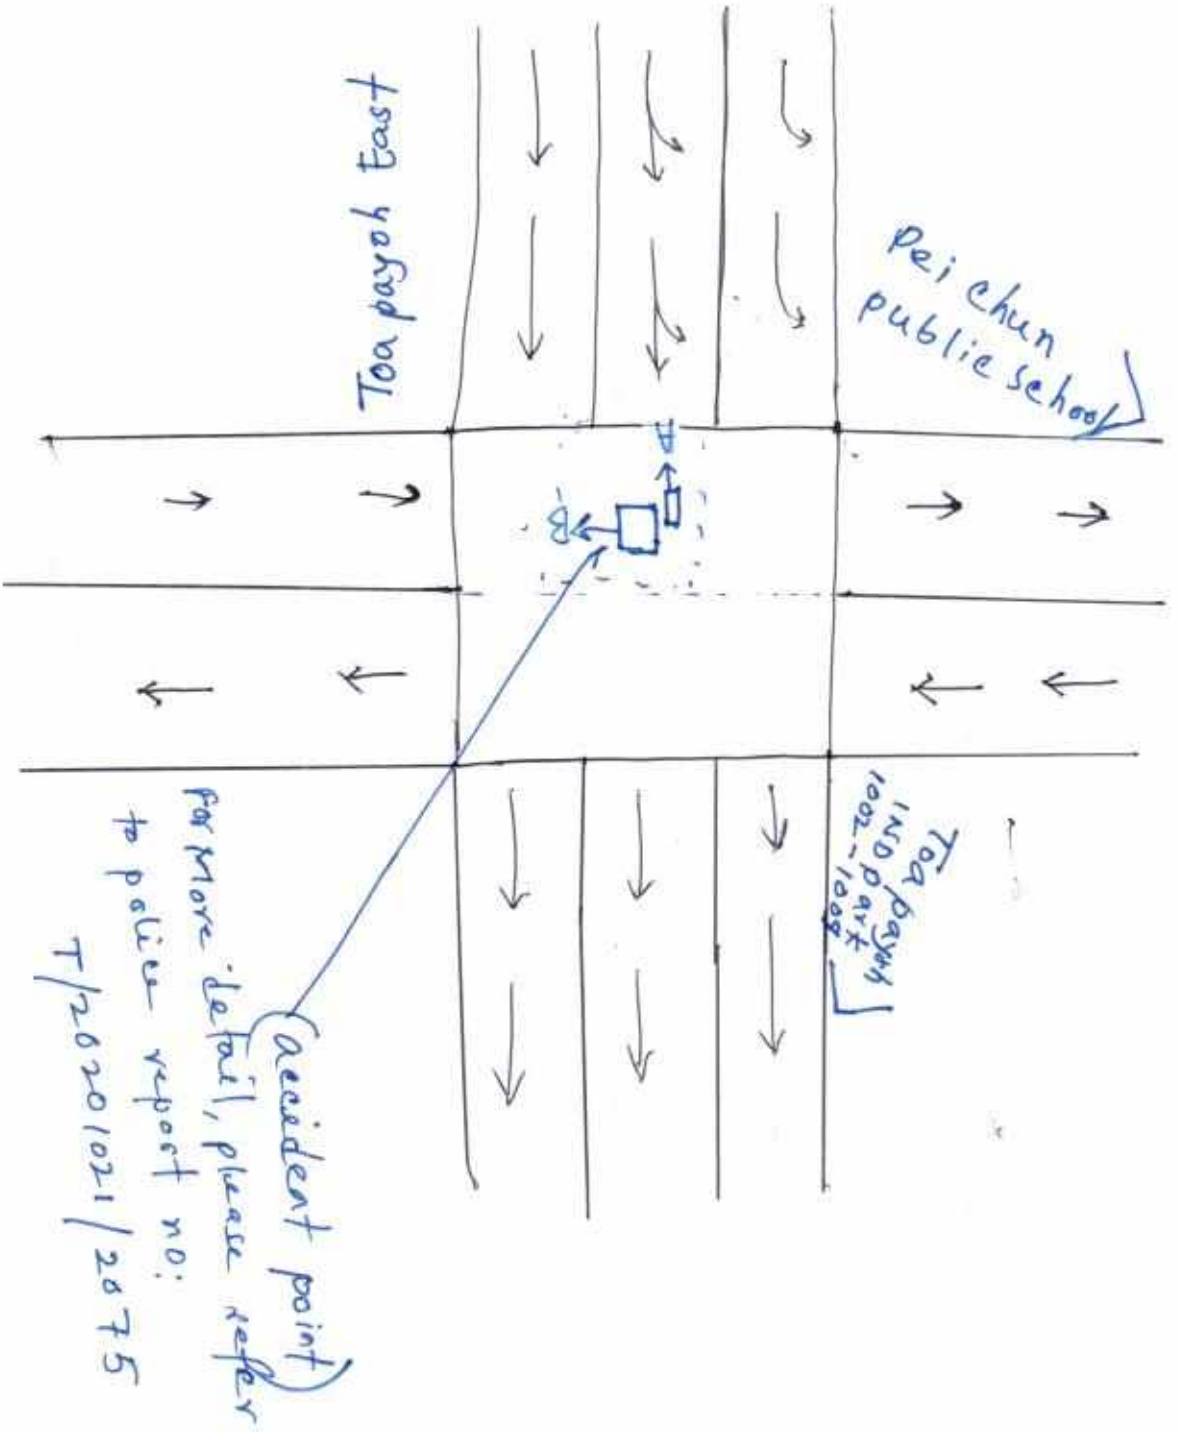 Toa payoh East
Pei chun
public school
A
B
Toa payoh
IND part
1002-1008
accident point
For More detail, please refer
to police report no:
T/20201021/2075